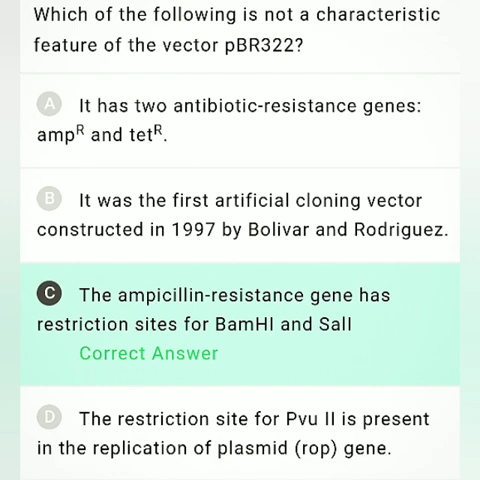 Which of the following is not a characteristic
feature of the vector pBR322?
A It has two antibiotic-resistance genes:
ampᴿ and tetᴿ.
B It was the first artificial cloning vector
constructed in 1997 by Bolivar and Rodriguez.
C The ampicillin-resistance gene has
restriction sites for BamHI and SalI
Correct Answer
D The restriction site for Pvu II is present
in the replication of plasmid (rop) gene.